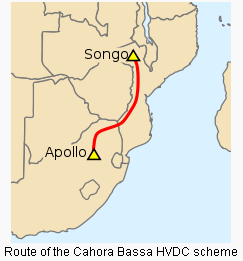 Songo
Apollo
Route of the Cahora Bassa HVDC scheme